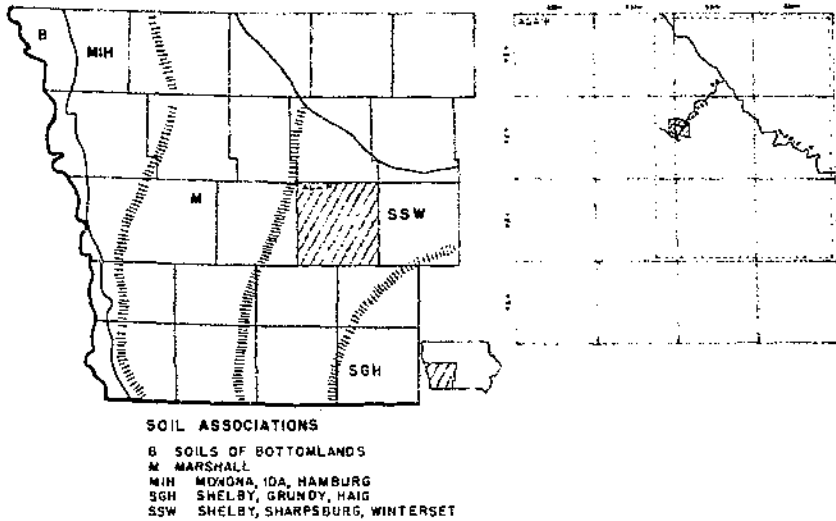 B
MIH
M
SSW
SGH
ADAIR
SOIL ASSOCIATIONS
B SOILS OF BOTTOMLANDS
M MARSHALL
MIH MONONA, IDA, HAMBURG
SGH SHELBY, GRUNDY, HAIG
SSW SHELBY, SHARPSBURG, WINTERSET